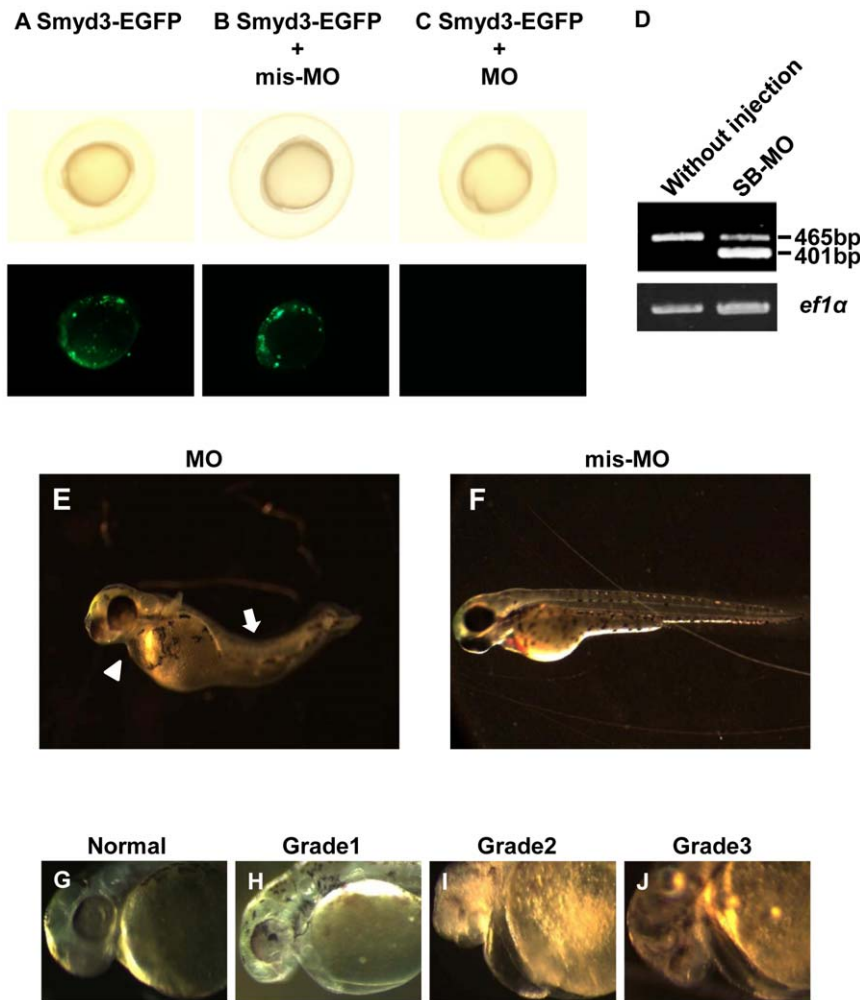 A Smyd3-EGFP
B Smyd3-EGFP
+
mis-MO
C Smyd3-EGFP
+
MO
D
Without injection
SB-MO
465bp
401bp
ef1α
MO
mis-MO
E
F
Normal
Grade1
Grade2
Grade3
G
H
I
J